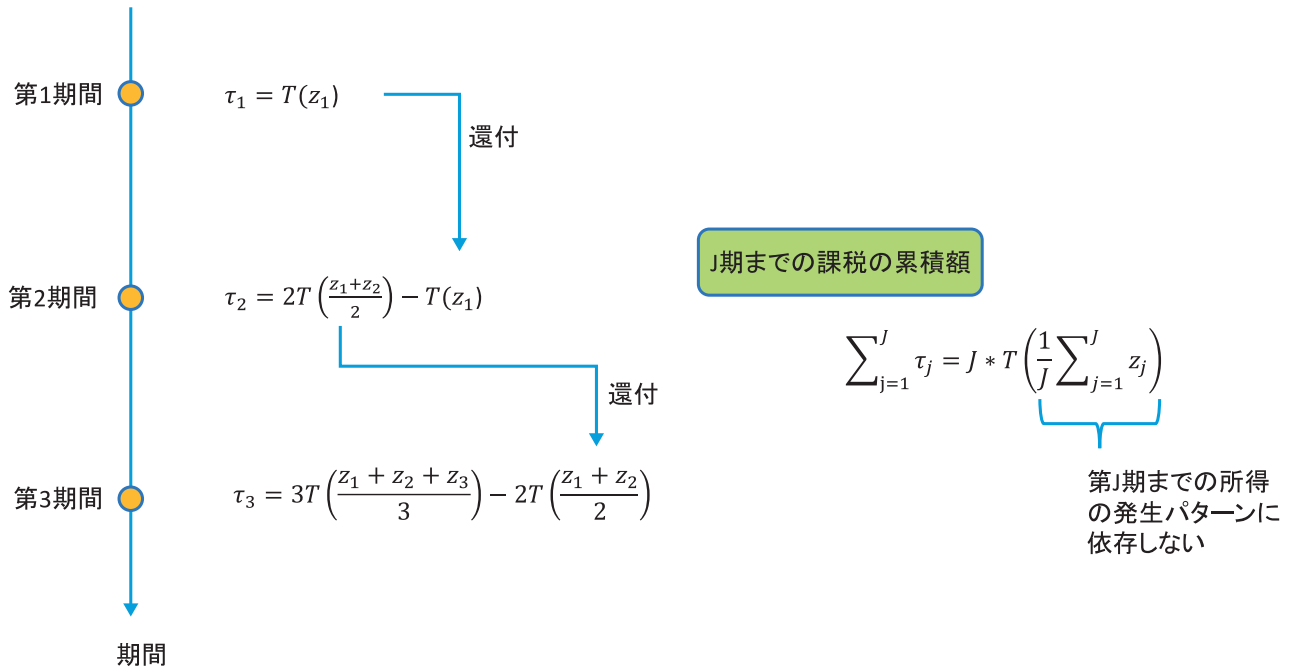 第1期間
τ₁ = T(z₁)
還付
第2期間
τ₂ = 2T((z₁+z₂)/2) − T(z₁)
還付
第3期間
τ₃ = 3T((z₁ + z₂ + z₃)/3) − 2T((z₁ + z₂)/2)
期間
J期までの課税の累積額
∑_{j=1}^{J} τ_j = J * T(1/J ∑_{j=1}^{J} z_j)
第J期までの所得
の発生パターンに
依存しない